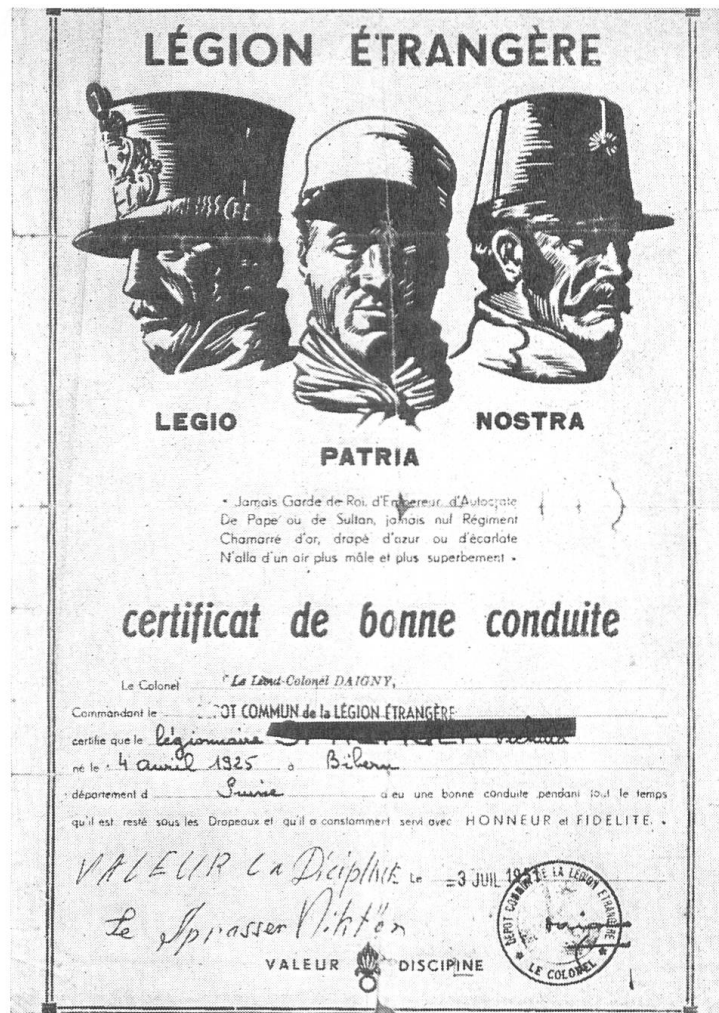 LÉGION ÉTRANGÈRE
LEGIO
NOSTRA
PATRIA
" Jamais Garde de Roi, d'Empereur, d'Autocrate
De Pape ou de Sultan, jamais nul Régiment
Chamarré d'or, drapé d'azur ou d'écarlate
N'alla d'un air plus mâle et plus superbement "
certificat de bonne conduite
Le Colonel Le Lieut-Colonel DAIGNY,
Commandant le DÉPOT COMMUN de la LÉGION ÉTRANGÈRE
certifie que le légionnaire
né le 4 avril 1925 à Bibern
département d Suisse a eu une bonne conduite pendant tout le temps
qu'il est resté sous les Drapeaux et qu'il a constamment servi avec HONNEUR et FIDELITE.
VALEUR La Diciplne Le -3 JUIL
Le
VALEUR DISCIPINE
DEPOT COMMUN DE LA LÉGION ETRANGÈRE
LE COLONEL